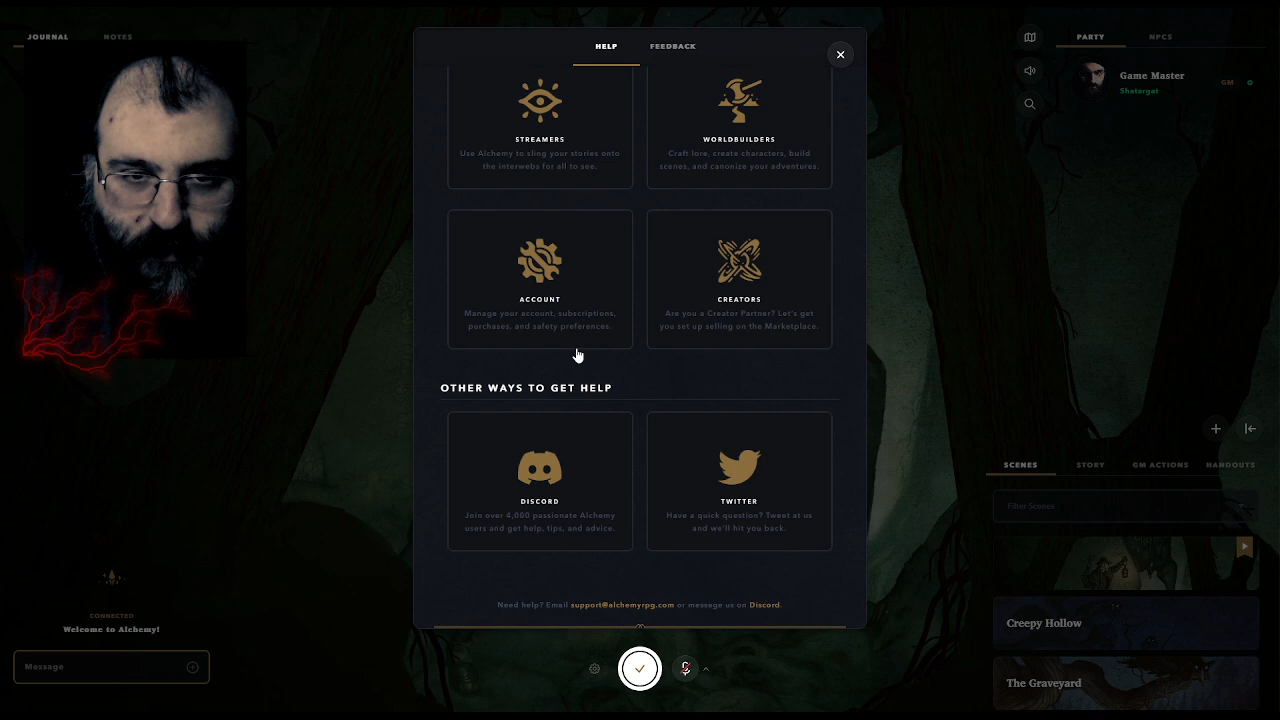 JOURNAL
NOTES
HELP
FEEDBACK
PARTY
NPCS
Game Master
GM
Shatergat
STREAMERS
Use Alchemy to sling your stories onto
the interwebs for all to see.
WORLDBUILDERS
Craft lore, create characters, build
scenes, and canonize your adventures.
ACCOUNT
Manage your account, subscriptions,
purchases, and safety preferences.
CREATORS
Are you a Creator Partner? Let's get
you set up selling on the Marketplace.
OTHER WAYS TO GET HELP
DISCORD
Join over 4,000 passionate Alchemy
users and get help, tips, and advice.
TWITTER
Have a quick question? Tweet at us
and we'll hit you back.
Need help? Email support@alchemyrpg.com or message us on Discord.
SCENES
STORY
GM ACTIONS
HANDOUTS
Filter Scenes
Creepy Hollow
The Graveyard
CONNECTED
Welcome to Alchemy!
Message